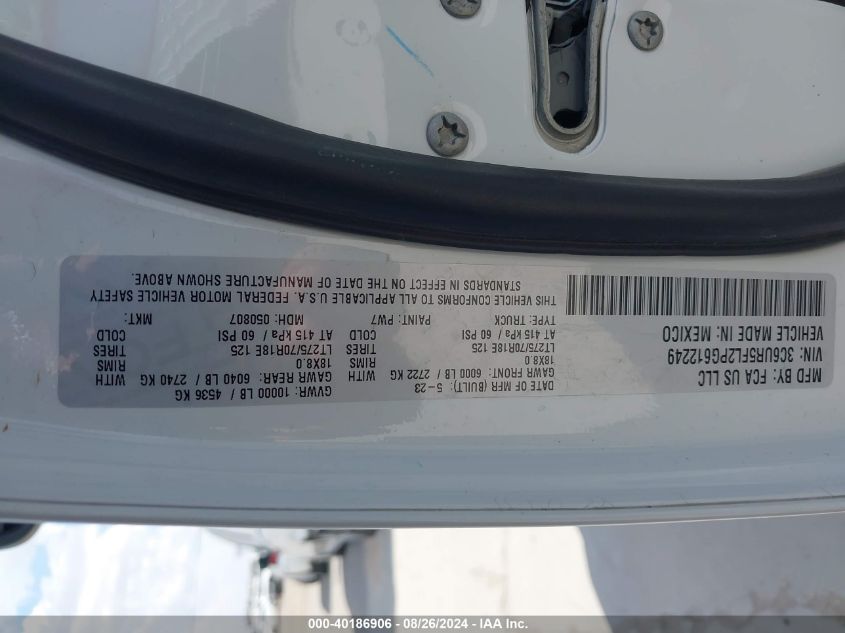 MFD BY: FCA US LLC
VIN: 3C6UR5FL2PG612249
VEHICLE MADE IN: MEXICO
DATE OF MFR (BUILT): 5-23
GAWR FRONT: 6000 LB / 2722 KG WITH
18X8.0 RIMS
LT275/70R18E 125 TIRES
AT 415 kPa / 60 PSI COLD
TYPE: TRUCK PAINT: PW7
GVWR: 10000 LB / 4536 KG
GAWR REAR: 6040 LB / 2740 KG WITH
18X8.0 RIMS
LT275/70R18E 125 TIRES
AT 415 kPa / 60 PSI COLD
MDH: 050807 MKT:
THIS VEHICLE CONFORMS TO ALL APPLICABLE U.S.A. FEDERAL MOTOR VEHICLE SAFETY
STANDARDS IN EFFECT ON THE DATE OF MANUFACTURE SHOWN ABOVE.
000-40186906 - 08/26/2024 - IAA Inc.